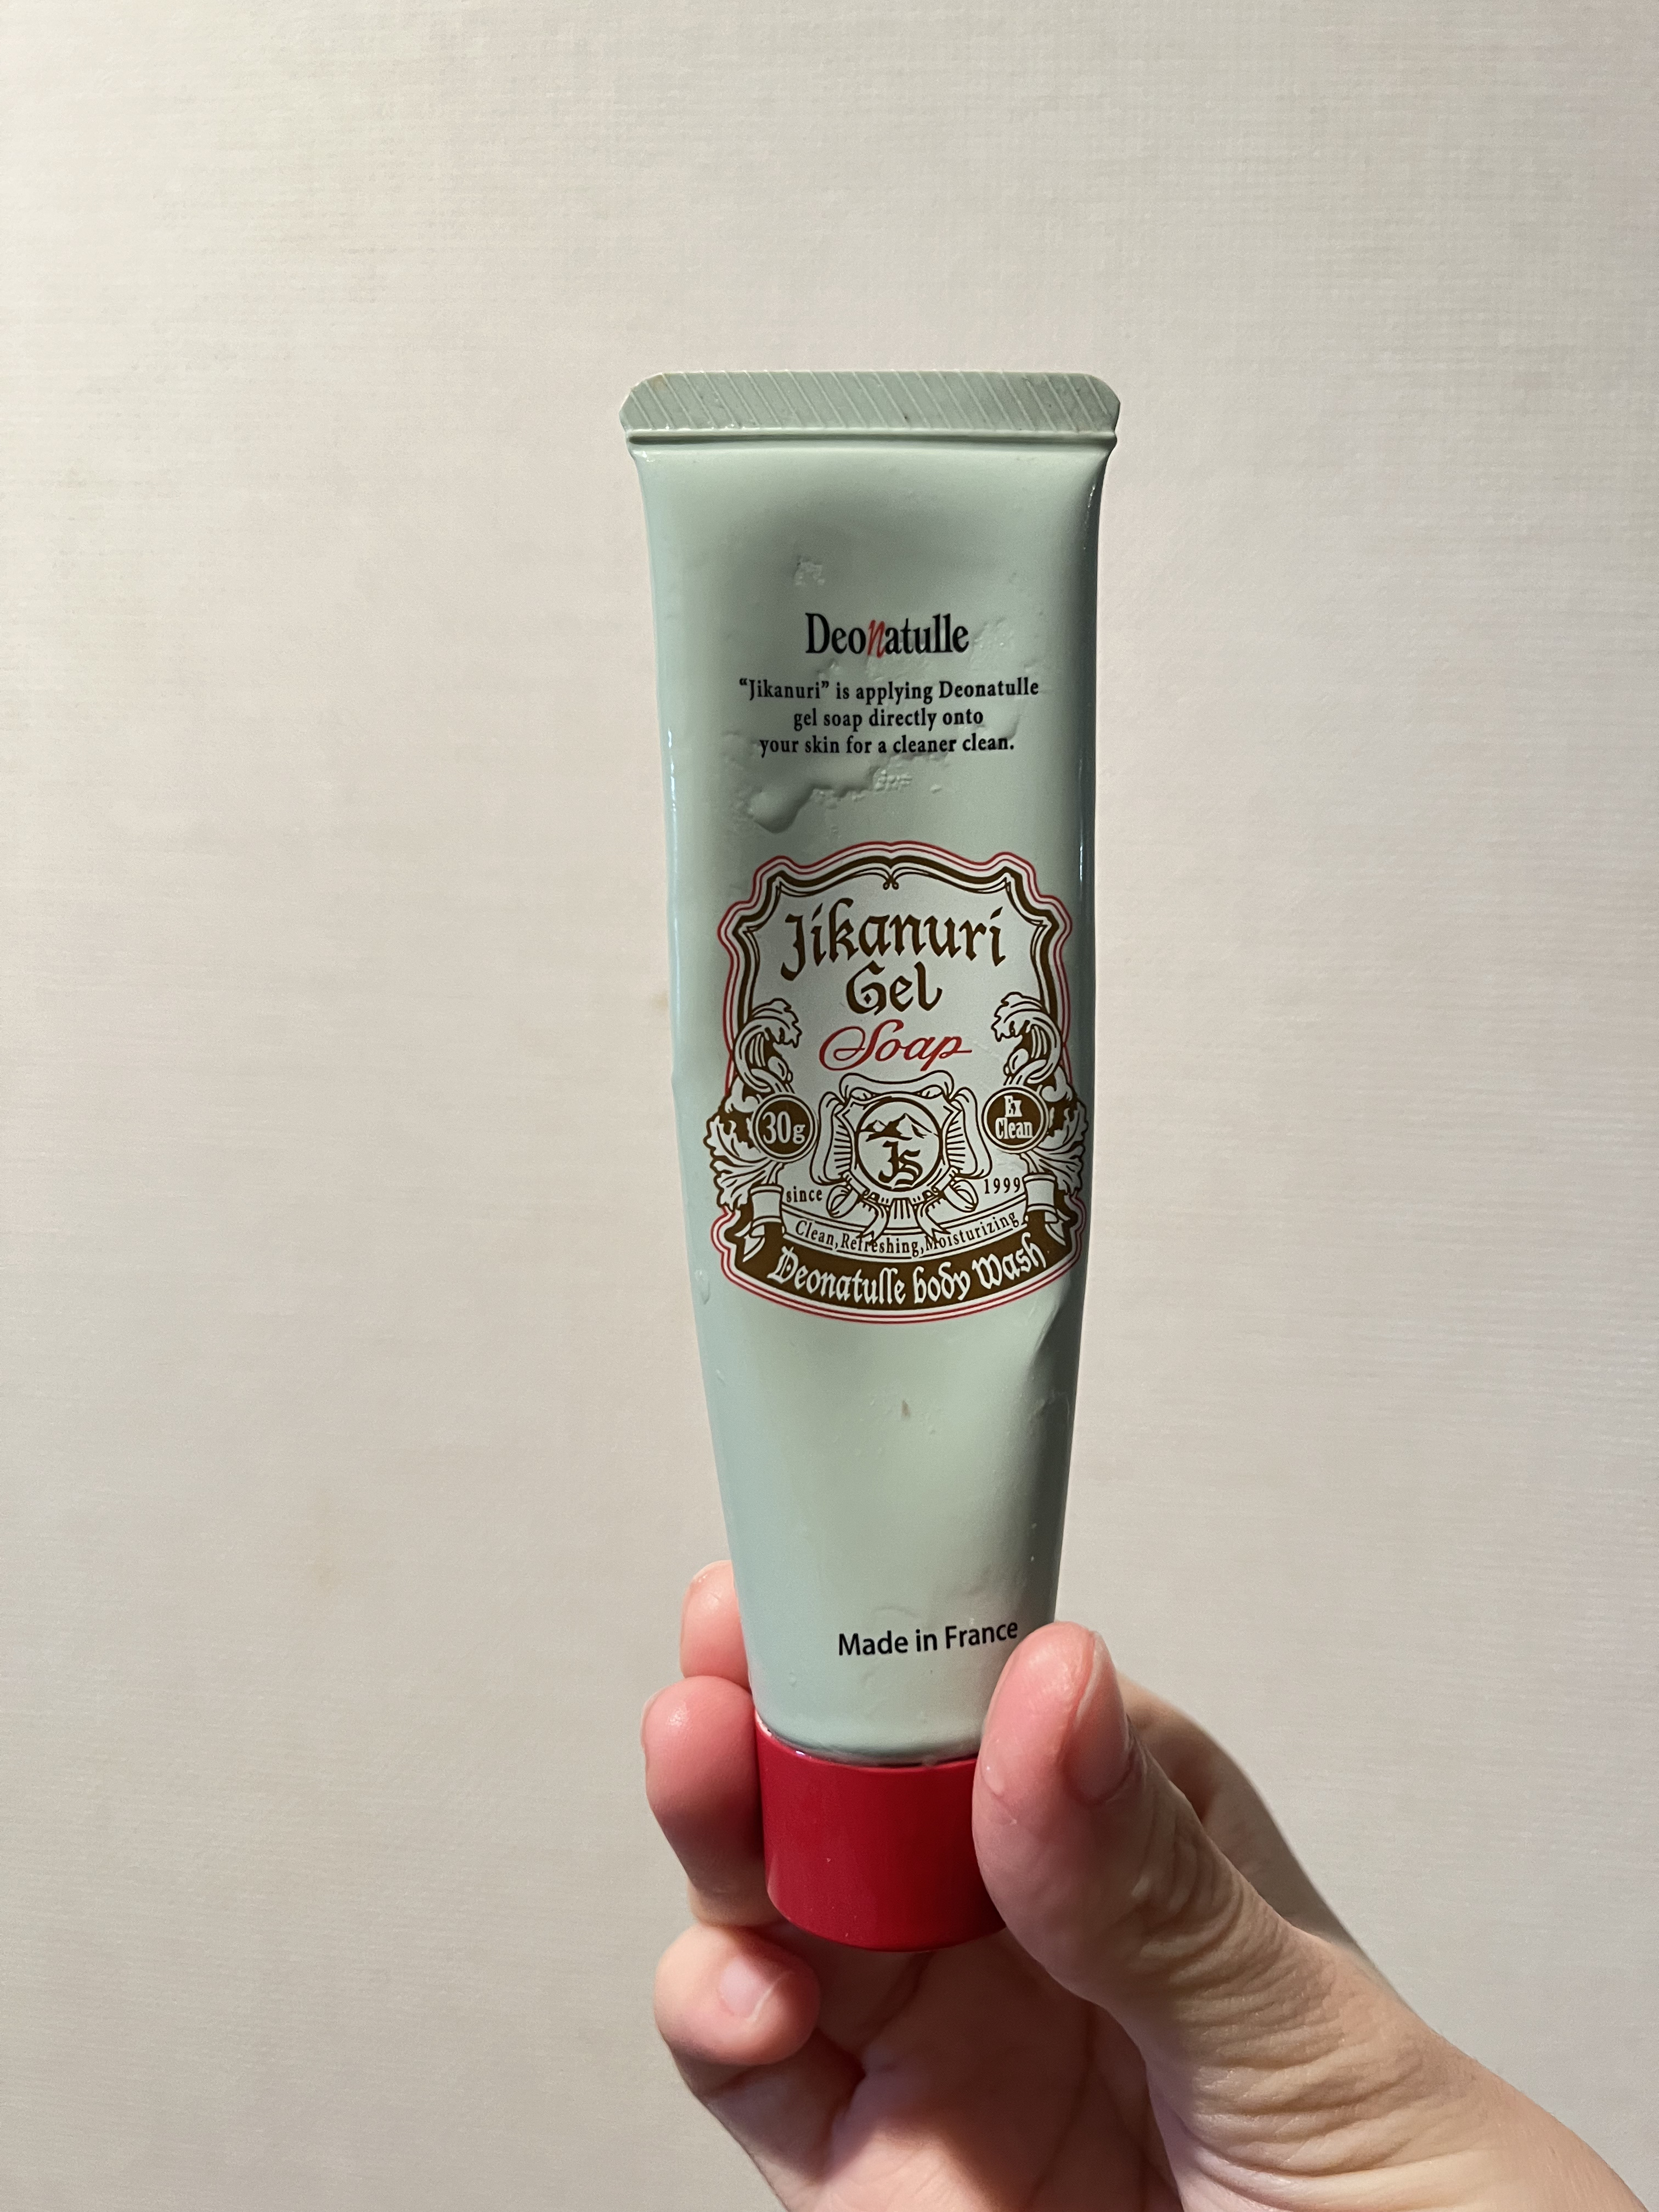 Deonatulle
“Jikanuri” is applying Deonatulle
gel soap directly onto
your skin for a cleaner clean.
Jikanuri
Gel
Soap
30g
Ex
Clean
JS
since
1999
Clean,Refreshing,Moisturizing
Deonatulle body Wash
Made in France